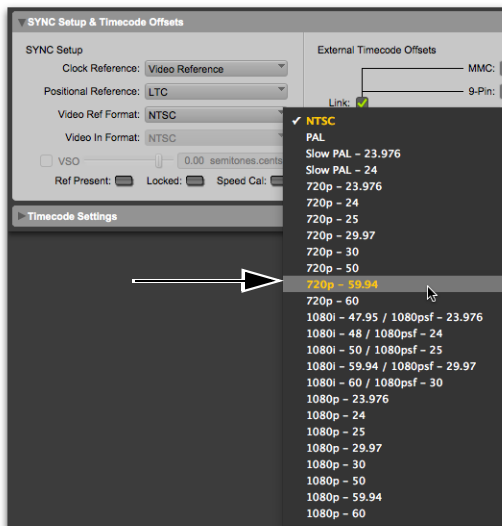 SYNC Setup & Timecode Offsets
SYNC Setup
Clock Reference: Video Reference
Positional Reference: LTC
Video Ref Format: NTSC
Video In Format: NTSC
VSO 0.00 semitones.cents
Ref Present: Locked: Speed Cal:
Timecode Settings
External Timecode Offsets
MMC:
9-Pin:
Link:
NTSC
PAL
Slow PAL – 23.976
Slow PAL – 24
720p – 23.976
720p – 24
720p – 25
720p – 29.97
720p – 30
720p – 50
720p – 59.94
720p – 60
1080i – 47.95 / 1080psf – 23.976
1080i – 48 / 1080psf – 24
1080i – 50 / 1080psf – 25
1080i – 59.94 / 1080psf – 29.97
1080i – 60 / 1080psf – 30
1080p – 23.976
1080p – 24
1080p – 25
1080p – 29.97
1080p – 30
1080p – 50
1080p – 59.94
1080p – 60